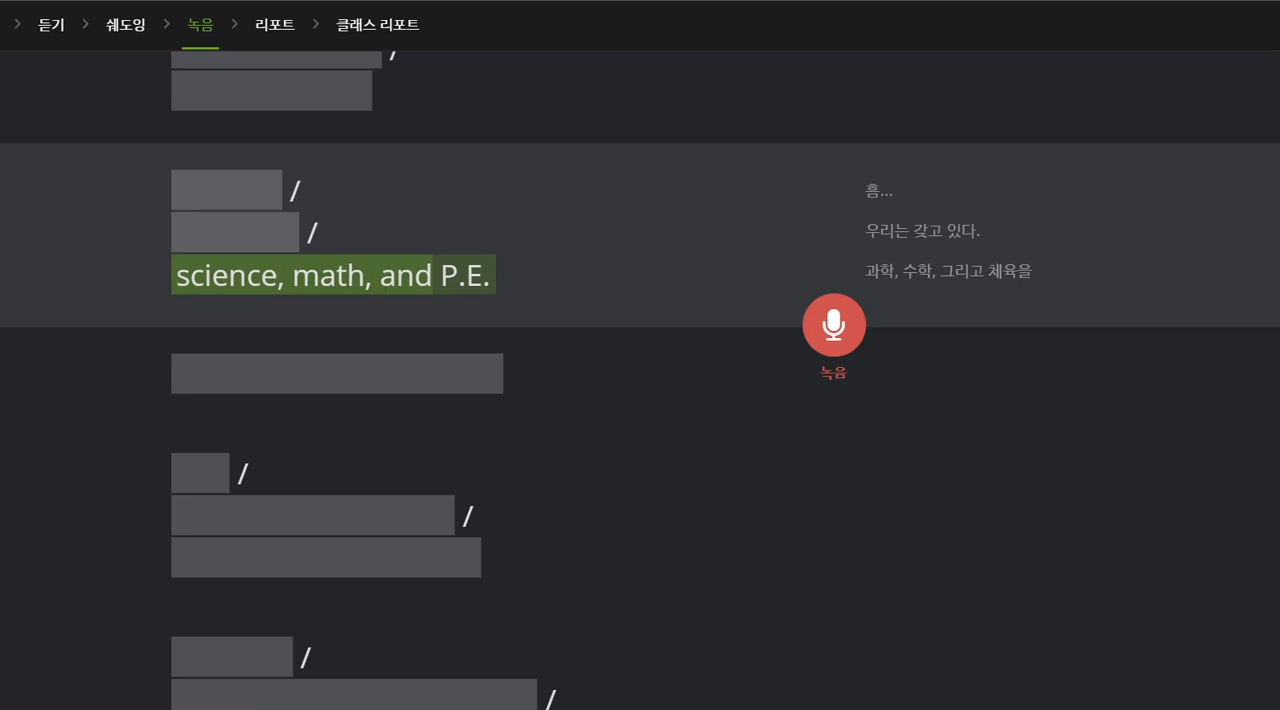 > 듣기 > 쉐도잉 > 녹음 > 리포트 > 클래스 리포트
/
/
흠...
/
우리는 갖고 있다.
science, math, and P.E.
과학, 수학, 그리고 체육을
녹음
/
/
/
/